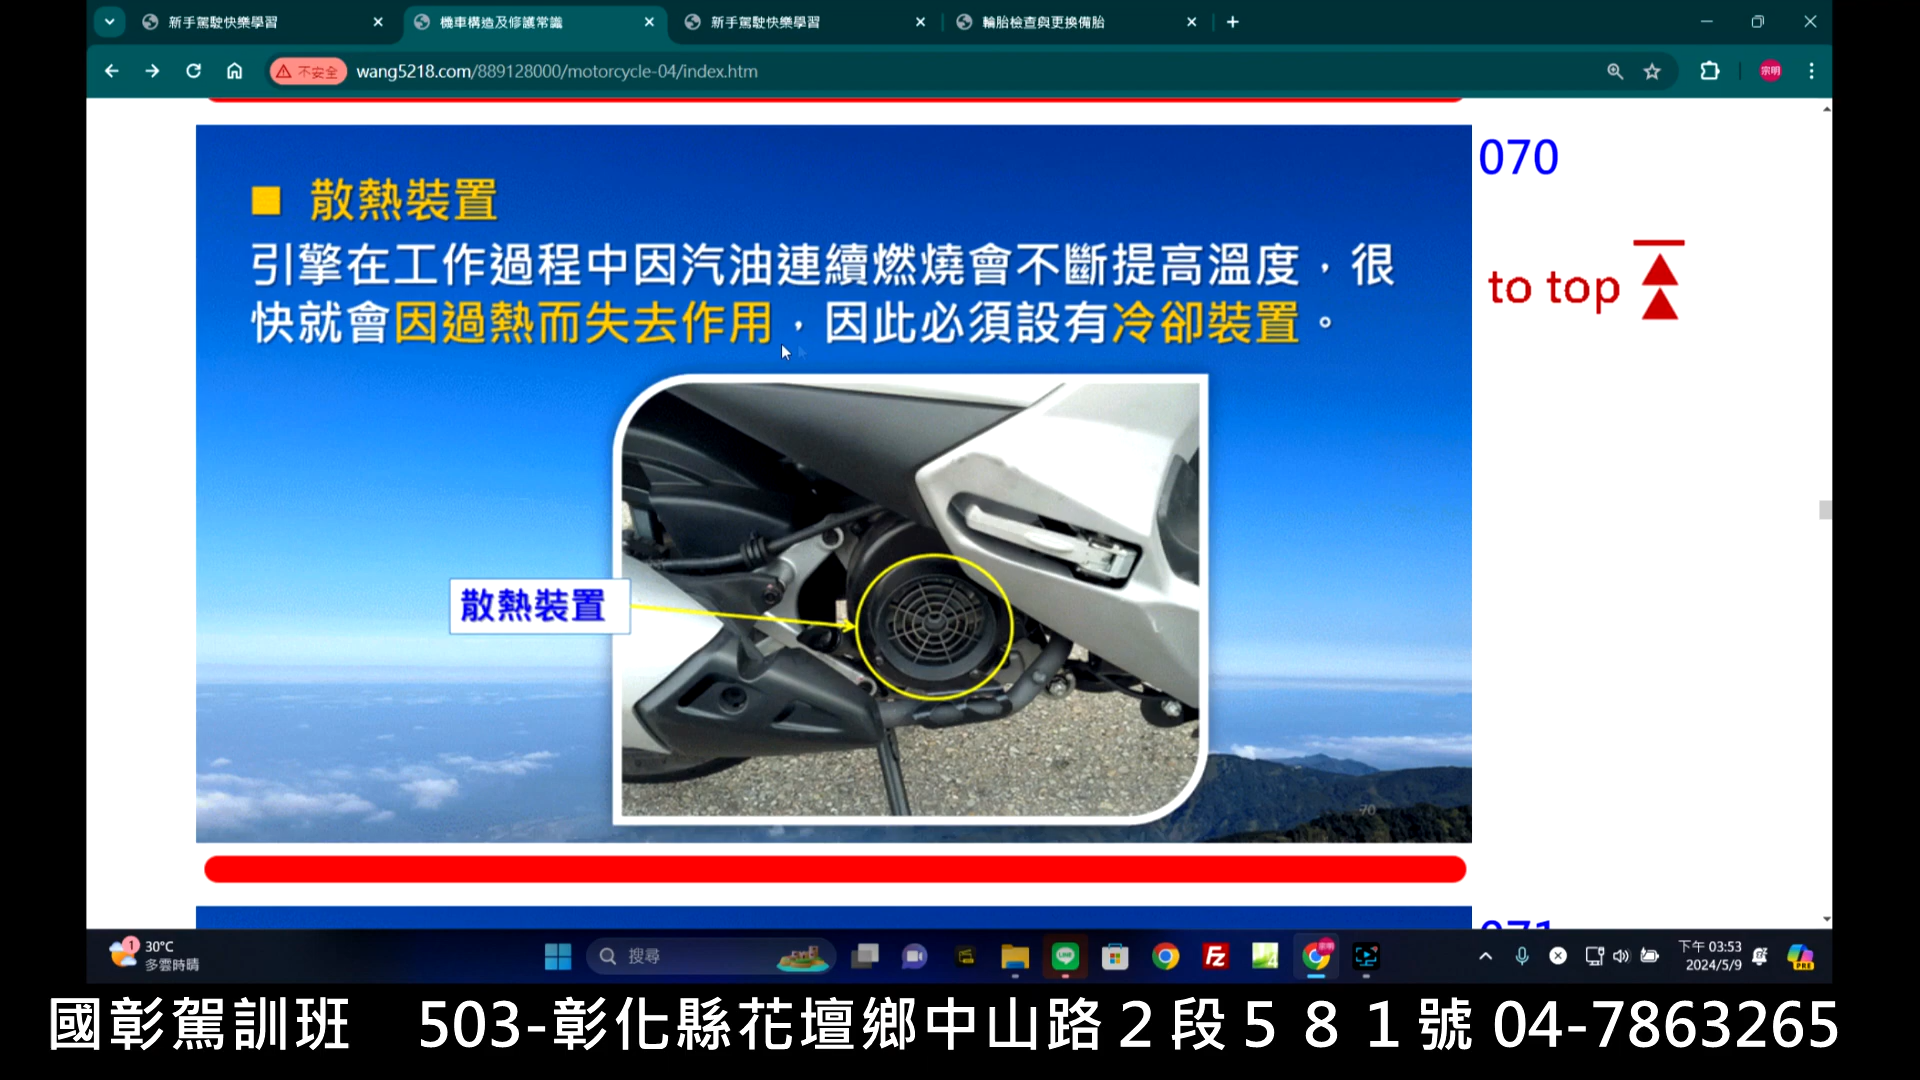 新手駕駛快樂學習
機車構造及修護常識
新手駕駛快樂學習
輪胎檢查與更換備胎
不安全
wang5218.com/889128000/motorcycle-04/index.htm
宗明
070
■ 散熱裝置
引擎在工作過程中因汽油連續燃燒會不斷提高溫度，很
快就會因過熱而失去作用，因此必須設有冷卻裝置。
to top
散熱裝置
70
071
1
30°C
多雲時晴
搜尋
下午 03:53
2024/5/9
國彰駕訓班　503-彰化縣花壇鄉中山路２段５８１號 04-7863265